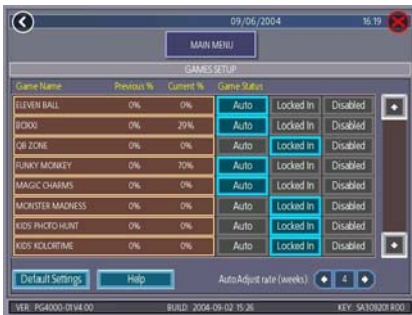 09/06/2004 16:19
MAIN MENU
GAMES SETUP
Game Name Previous % Current % Game Status
ELEVEN BALL 0% 0% Auto Locked In Disabled
BOXXI 0% 29% Auto Locked In Disabled
QB ZONE 0% 0% Auto Locked In Disabled
FUNKY MONKEY 0% 70% Auto Locked In Disabled
MAGIC CHARMS 0% 0% Auto Locked In Disabled
MONSTER MADNESS 0% 0% Auto Locked In Disabled
KIDS' PHOTO HUNT 0% 0% Auto Locked In Disabled
KIDS' KOLORTIME 0% 0% Auto Locked In Disabled
Default Settings Help Auto Adjust rate (weeks): 4
VER: PG4000-01V4.00 BUILD: 2004-09-02 15:26 KEY: SA308201 R00